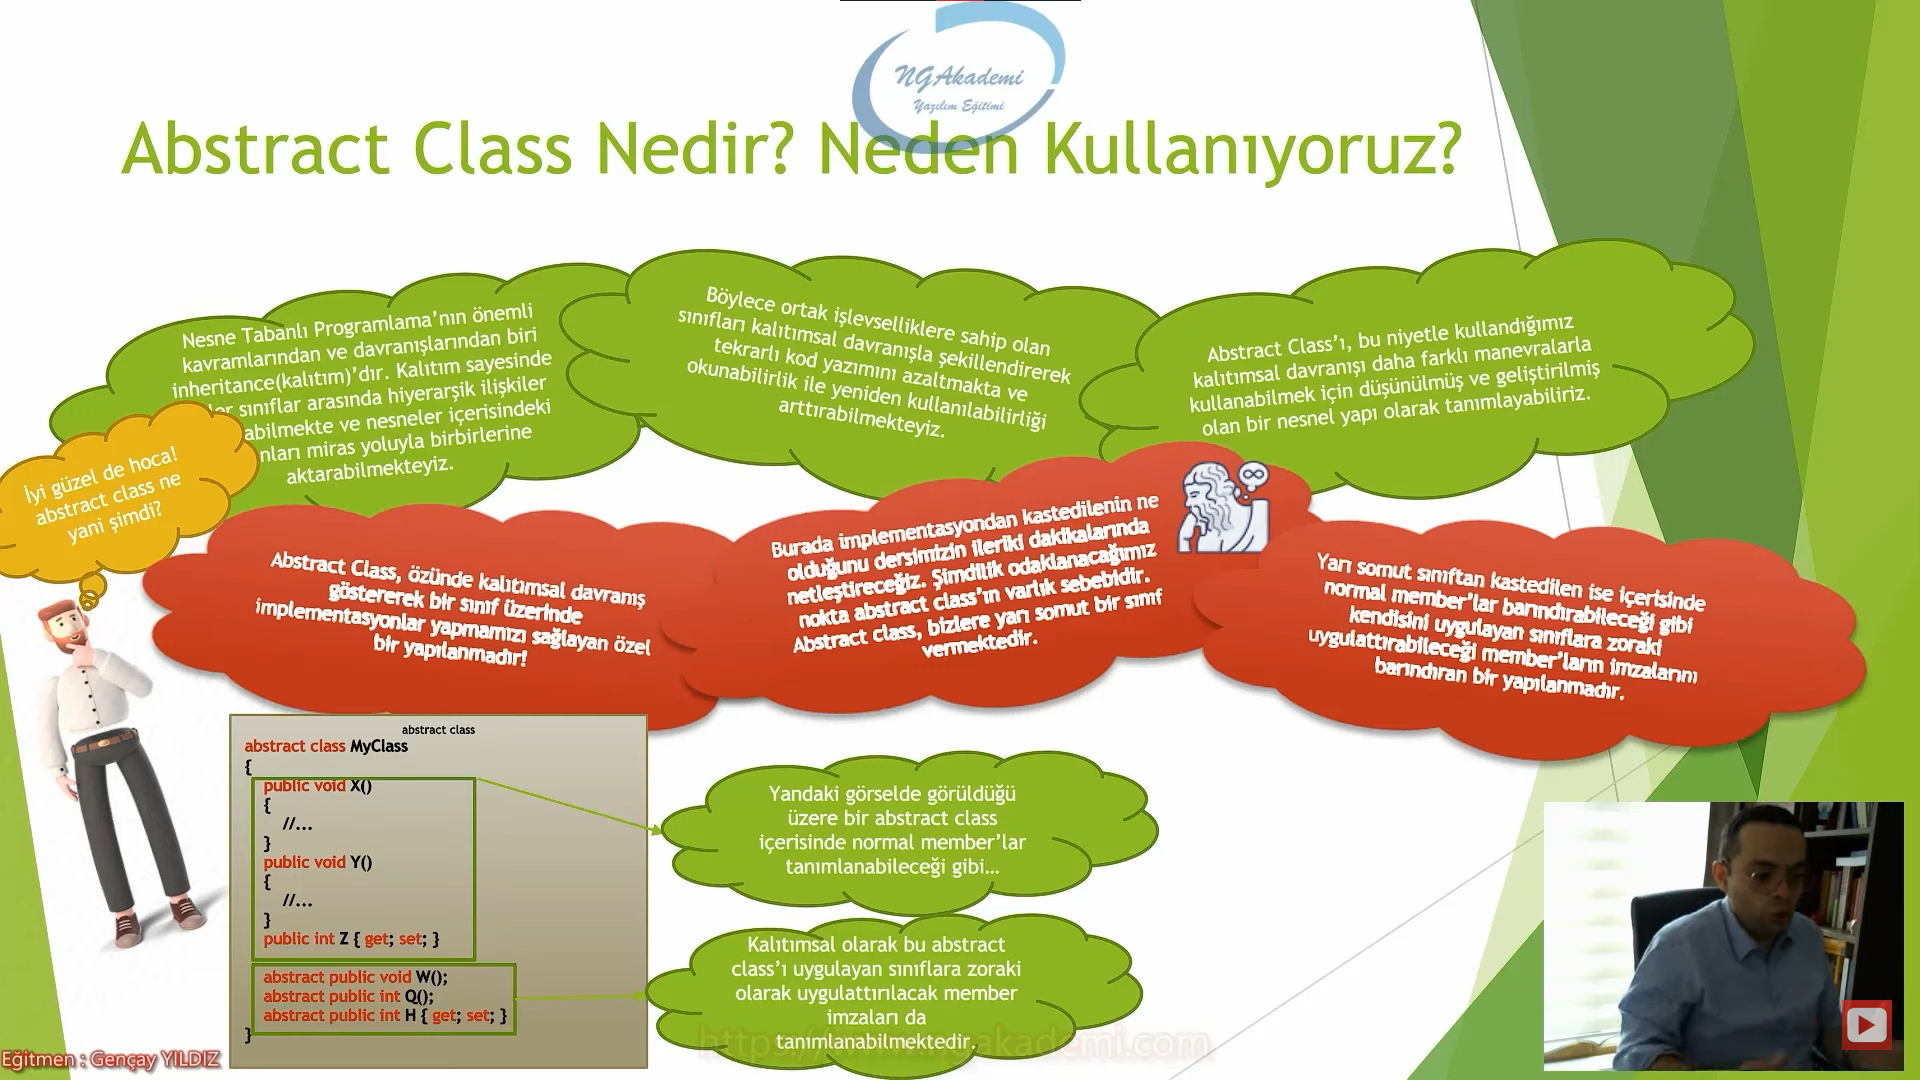 NGAkademi
Yazılım Eğitimi
Abstract Class Nedir? Neden Kullanıyoruz?
Nesne Tabanlı Programlama’nın önemli
kavramlarından ve davranışlarından biri
inheritance(kalıtım)’dır. Kalıtım sayesinde
sınıflar arasında hiyerarşik ilişkiler
abilmekte ve nesneler içerisindeki
nları miras yoluyla birbirlerine
aktarabilmekteyiz.
Böylece ortak işlevselliklere sahip olan
sınıfları kalıtımsal davranışla şekillendirerek
tekrarlı kod yazımını azaltmakta ve
okunabilirlik ile yeniden kullanılabilirliği
arttırabilmekteyiz.
Abstract Class’ı, bu niyetle kullandığımız
kalıtımsal davranışı daha farklı manevralarla
kullanabilmek için düşünülmüş ve geliştirilmiş
olan bir nesnel yapı olarak tanımlayabiliriz.
İyi güzel de hoca!
abstract class ne
yani şimdi?
Abstract Class, özünde kalıtımsal davranış
göstererek bir sınıf üzerinde
implementasyonlar yapmamızı sağlayan özel
bir yapılanmadır!
Burada implementasyondan kastedilenin ne
olduğunu dersimizin ileriki dakikalarında
netleştireceğiz. Şimdilik odaklanacağımız
nokta abstract class’ın varlık sebebidir.
Abstract class, bizlere yarı somut bir sınıf
vermektedir.
Yarı somut sınıftan kastedilen ise içerisinde
normal member’lar barındırabileceği gibi
kendisini uygulayan sınıflara zoraki
uygulattırabileceği member’ların imzalarını
barındıran bir yapılanmadır.
abstract class
abstract class MyClass
{
public void X()
{
//...
}
public void Y()
{
//...
}
public int Z { get; set; }
abstract public void W();
abstract public int Q();
abstract public int H { get; set; }
}
Yandaki görselde görüldüğü
üzere bir abstract class
içerisinde normal member’lar
tanımlanabileceği gibi…
Kalıtımsal olarak bu abstract
class’ı uygulayan sınıflara zoraki
olarak uygulattırılacak member
imzaları da
tanımlanabilmektedir.
Eğitmen : Gençay YILDIZ